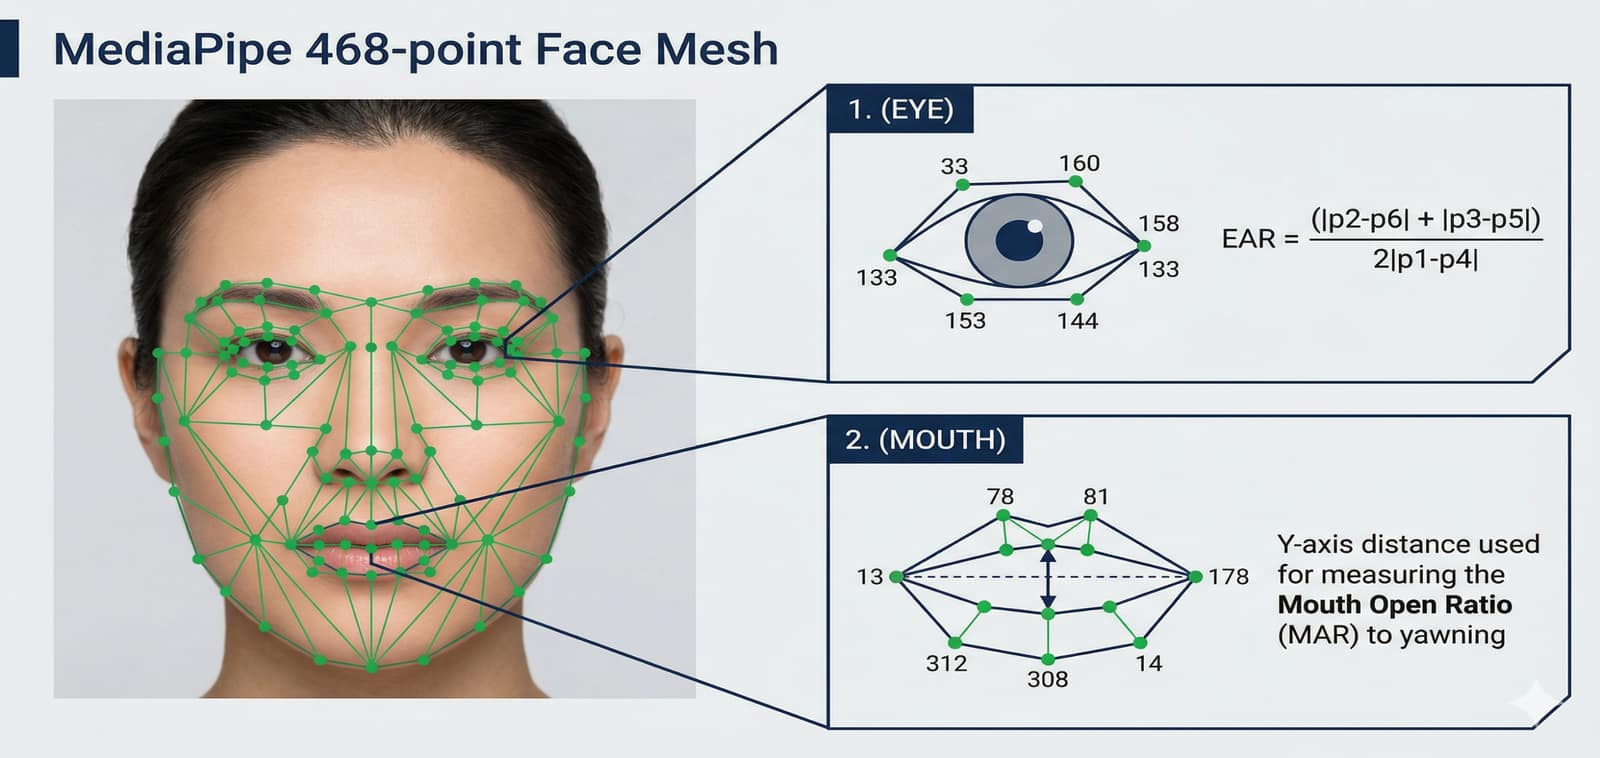 MediaPipe 468-point Face Mesh
1. (EYE)
33
160
158
133
133
153
144
EAR = (|p2-p6| + |p3-p5|)
2|p1-p4|
2. (MOUTH)
78
81
13
178
312
308
14
Y-axis distance used
for measuring the
Mouth Open Ratio
(MAR) to yawning